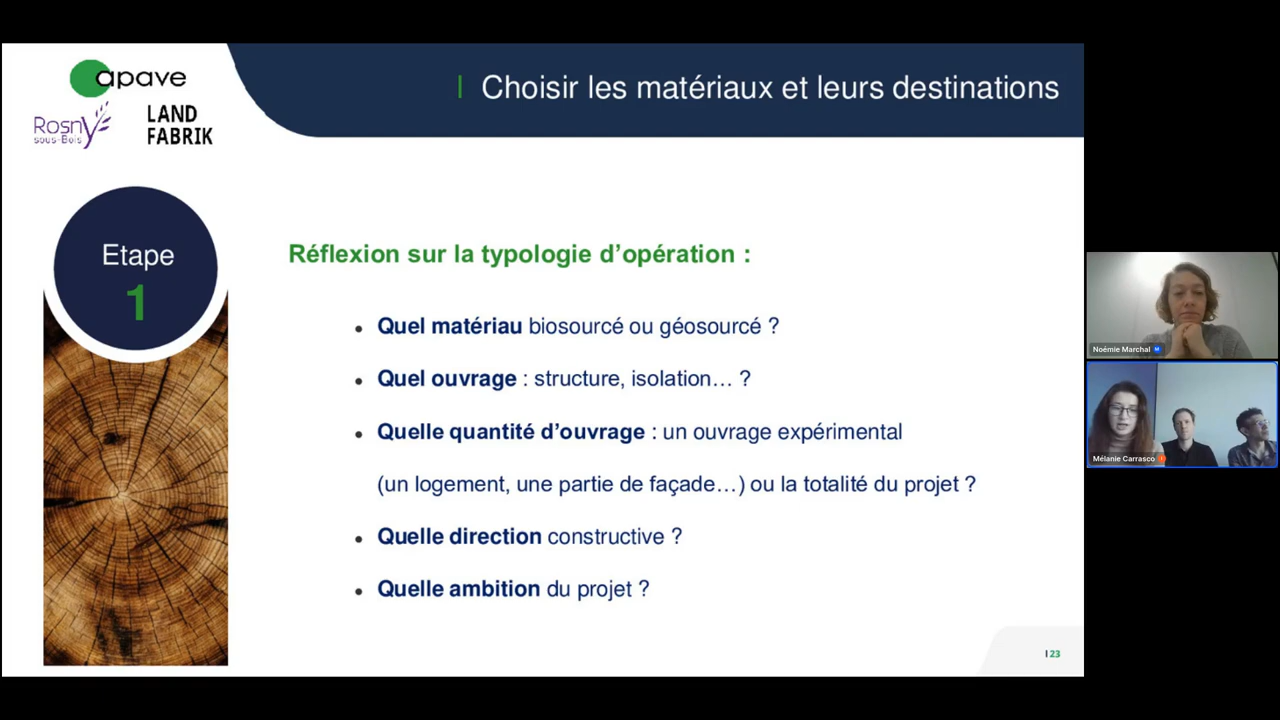 apave
Rosny
sous-Bois
LAND
FABRIK
Choisir les matériaux et leurs destinations
Etape
1
Réflexion sur la typologie d’opération :
• Quel matériau biosourcé ou géosourcé ?
• Quel ouvrage : structure, isolation… ?
• Quelle quantité d’ouvrage : un ouvrage expérimental
(un logement, une partie de façade…) ou la totalité du projet ?
• Quelle direction constructive ?
• Quelle ambition du projet ?
23
Noémie Marchal
Mélanie Carrasco